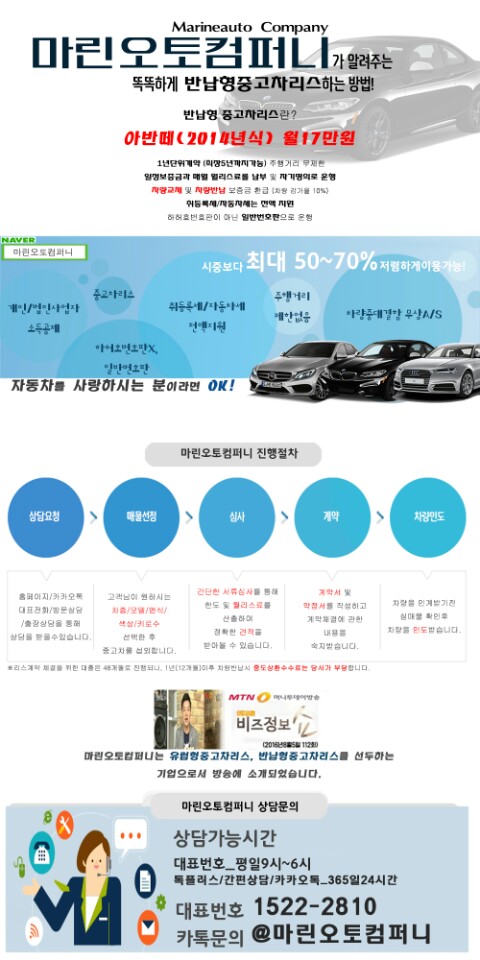 Marineauto Company
마린오토컴퍼니가 알려주는
똑똑하게 반납형중고차리스하는 방법!
반납형 중고차리스란?
아반떼(2014년식) 월17만원
1년단위계약 (최장5년까지가능) 주행거리 무제한
일정보증금과 매월 월리스료를 납부 및 자기명의로 운행
차량교체 및 차량반납 보증금 환급 (차량 감가율 10%)
취등록세/자동차세는 전액 지원
하허호번호판이 아닌 일반번호판으로 운행
NAVER
마린오토컴퍼니
시중보다 최대 50~70% 저렴하게이용가능!
개인/법인사업자
소득공제
중고차리스
하이호번호판X,
일반번호판
취등록세/자동차세
전액지원
주행거리
제한없음
차량중대결함 무상A/S
자동차를 사랑하시는 분이라면 OK!
마린오토컴퍼니 진행절차
상담요청
매물선정
심사
계약
차량인도
홈페이지/카카오톡
대표전화/방문상담
/출장상담을 통해
상담을 받을수있습니다.
고객님이 원하시는
차종/모델/연식/
색상/키로수
선택한 후
중고차를 섭외합니다.
간단한 서류심사를 통해
한도 및 월리스료를
산출하여
정확한 견적을
받아볼 수 있습니다.
계약서 및
약정서를 작성하고
계약체결에 관한
내용을
숙지받습니다.
차량을 인계받기전
실매물 확인후
차량을 인도받습니다.
※리스계약 체결을 위한 대출은 48개월로 진행되나, 1년(12개월)이후 차량반납시 중도상환수수료는 당사가 부담합니다.
MTN 머니투데이방송
비즈정보쇼
(2016년8월5일 112회)
마린오토컴퍼니는 유럽형중고차리스, 반납형중고차리스를 선두하는
기업으로서 방송에 소개되었습니다.
마린오토컴퍼니 상담문의
상담가능시간
대표번호_평일9시~6시
톡플러스/간편상담/카카오톡_365일24시간
대표번호 1522-2810
카톡문의 @마린오토컴퍼니